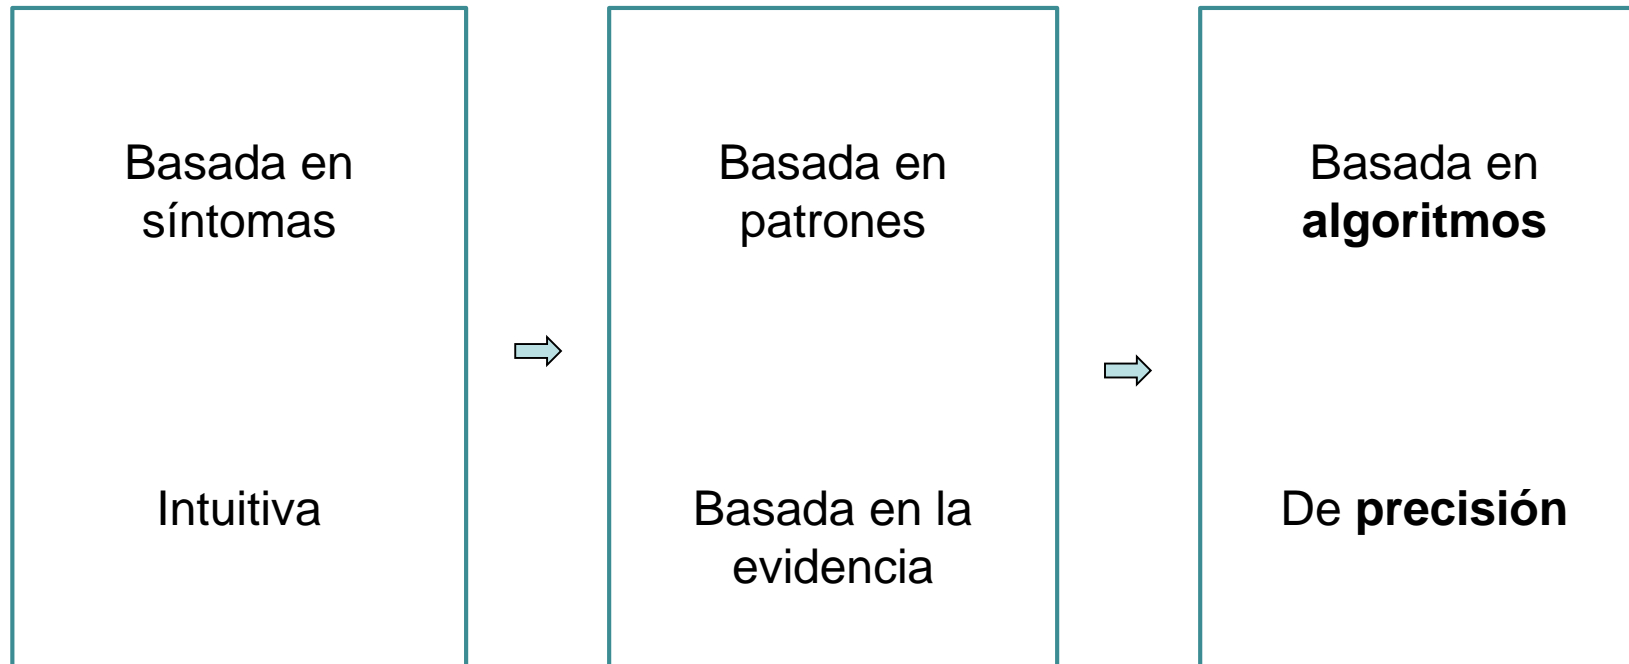 Basada en
síntomas
Intuitiva
Basada en
patrones
Basada en la
evidencia
Basada en
algoritmos
De precisión